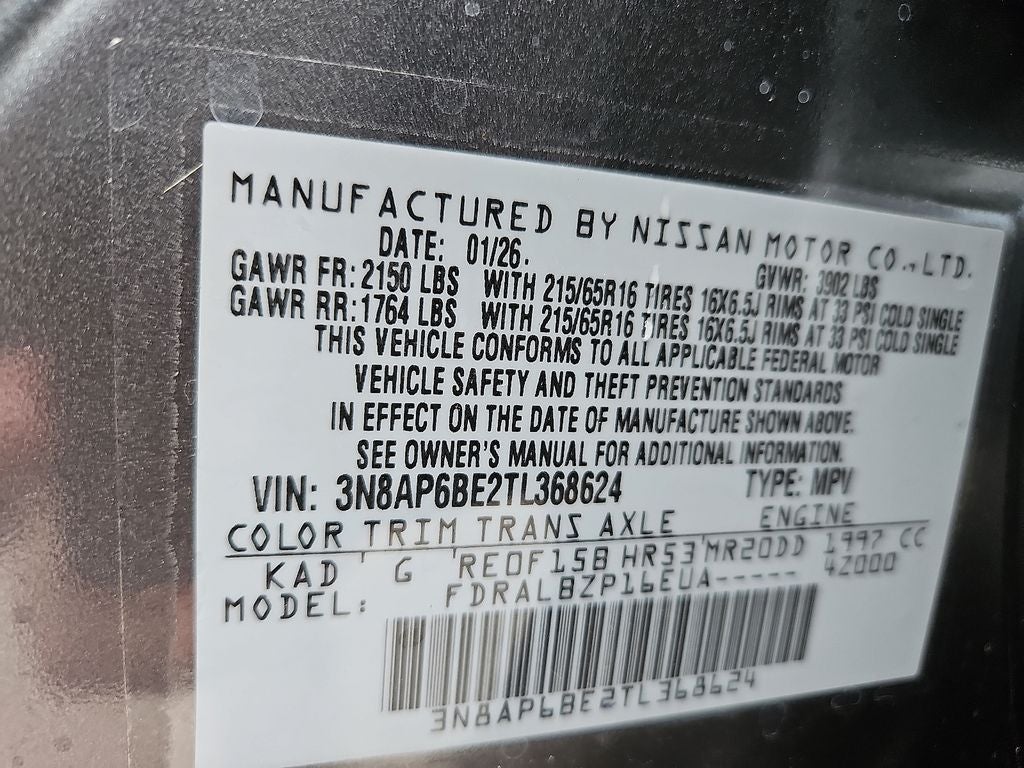 MANUFACTURED BY NISSAN MOTOR CO.,LTD.
DATE: 01/26. GVWR: 3902 LBS
GAWR FR: 2150 LBS WITH 215/65R16 TIRES 16X6.5J RIMS AT 33 PSI COLD SINGLE
GAWR RR: 1764 LBS WITH 215/65R16 TIRES 16X6.5J RIMS AT 33 PSI COLD SINGLE
THIS VEHICLE CONFORMS TO ALL APPLICABLE FEDERAL MOTOR
VEHICLE SAFETY AND THEFT PREVENTION STANDARDS
IN EFFECT ON THE DATE OF MANUFACTURE SHOWN ABOVE.
SEE OWNER'S MANUAL FOR ADDITIONAL INFORMATION.
VIN: 3N8AP6BE2TL368624 TYPE: MPV
COLOR TRIM TRANS AXLE ENGINE
KAD G 'RE0F15B HR53'MR20DD 1997 CC
MODEL: FDRALBZP16EUA----- 42000
3N8AP6BE2TL368624